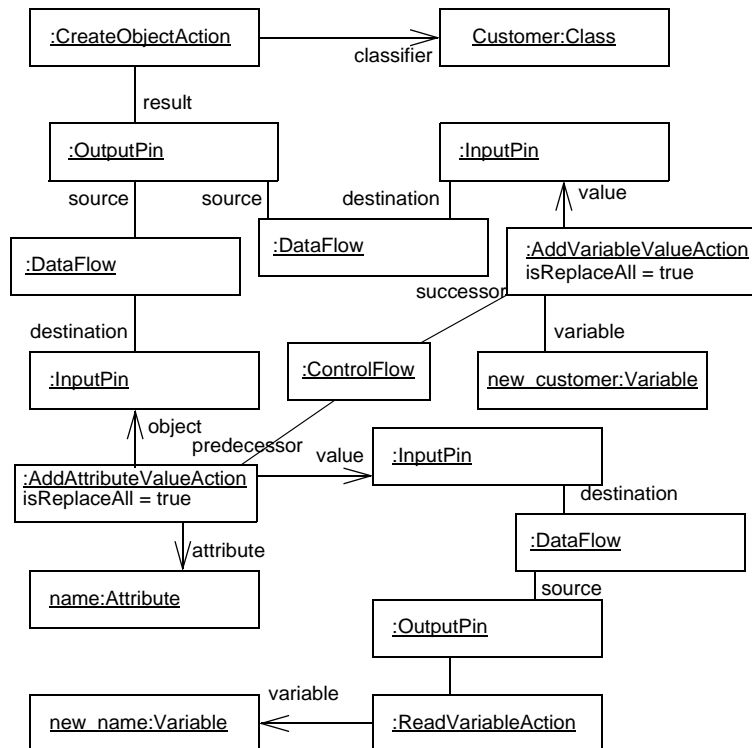 :CreateObjectAction
classifier
Customer:Class
result
:OutputPin
:InputPin
source
source
destination
value
:DataFlow
:DataFlow
:AddVariableValueAction
isReplaceAll = true
successor
destination
variable
:InputPin
:ControlFlow
new_customer:Variable
object
predecessor
value
:InputPin
:AddAttributeValueAction
isReplaceAll = true
destination
attribute
:DataFlow
name:Attribute
source
:OutputPin
variable
new_name:Variable
:ReadVariableAction